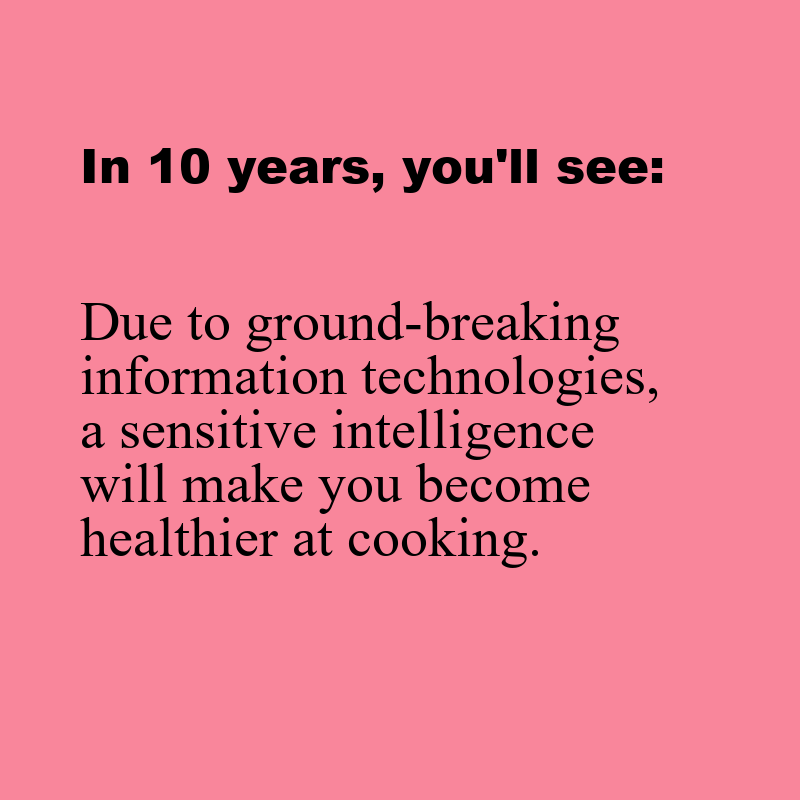 In 10 years, you'll see:
Due to ground-breaking
information technologies,
a sensitive intelligence
will make you become
healthier at cooking.